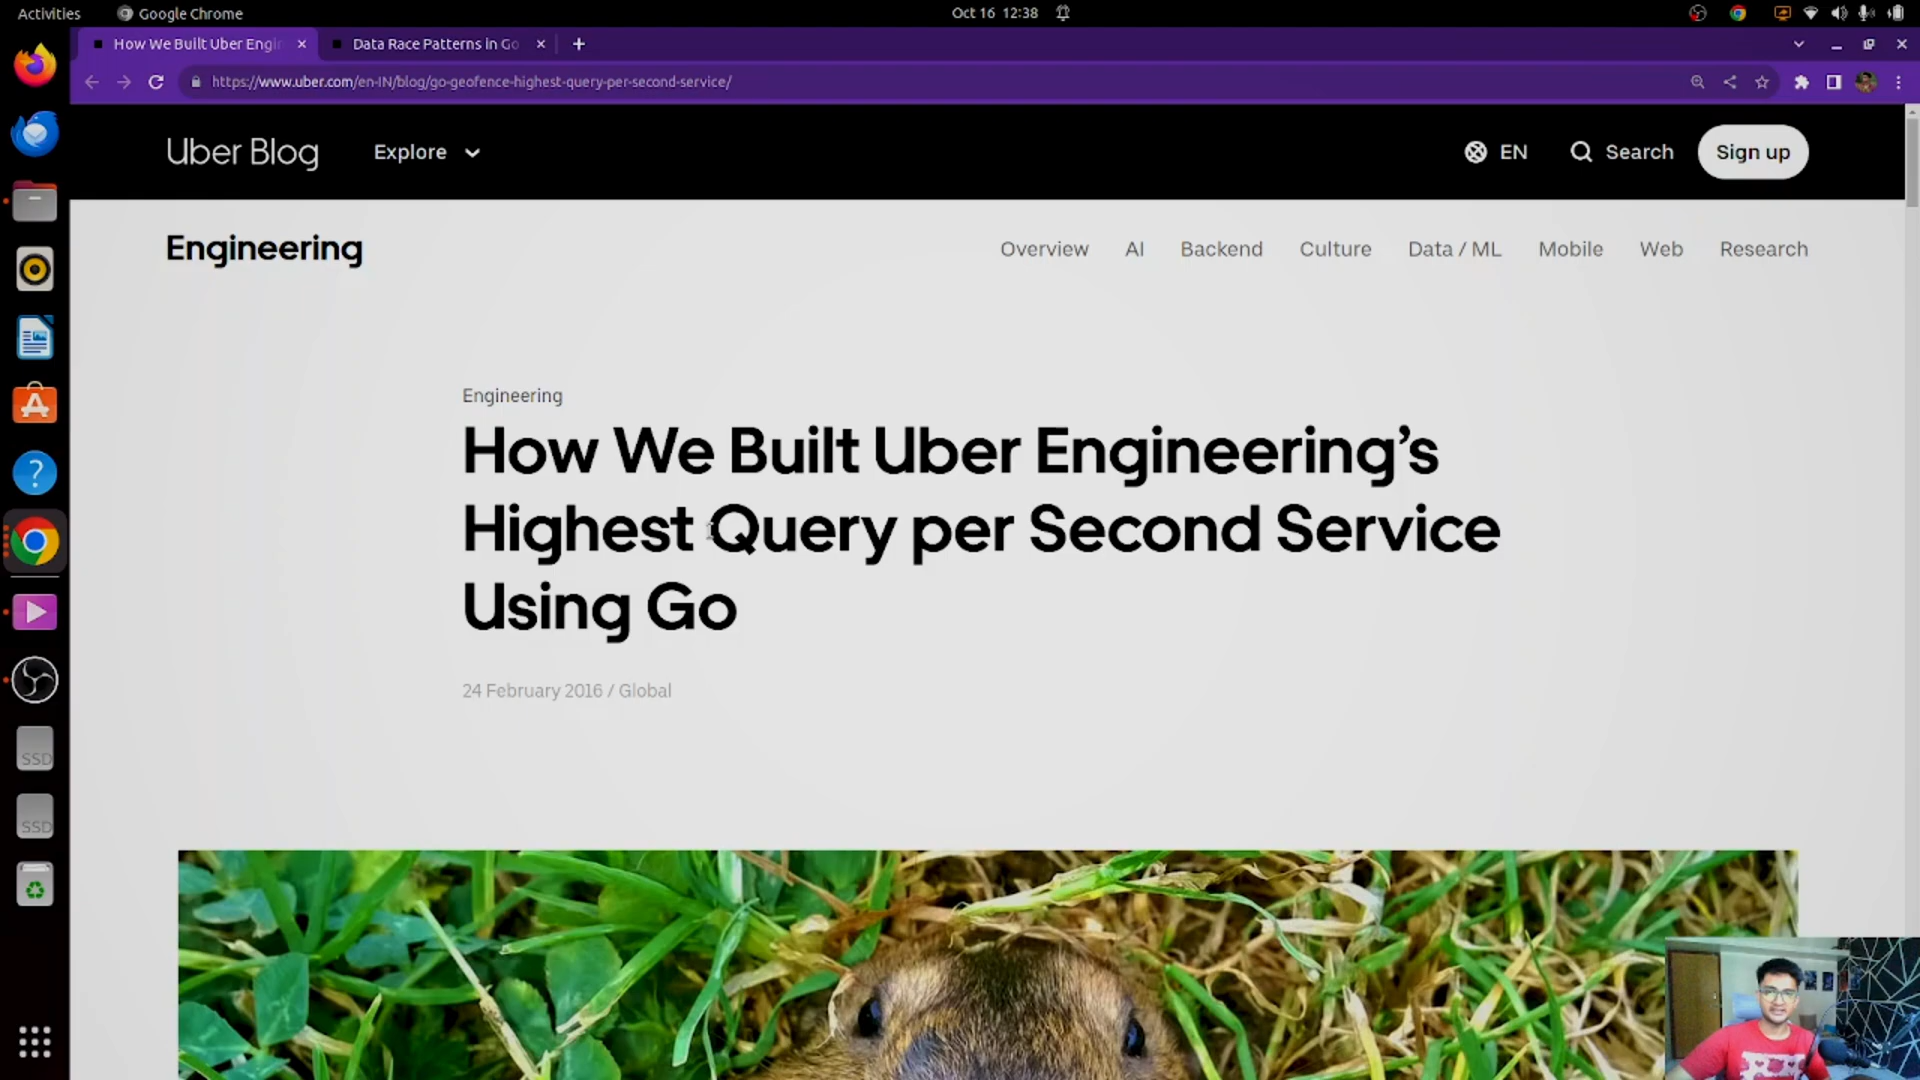 Activities
Google Chrome
Oct 16 12:38
How We Built Uber Engi
Data Race Patterns in Go
https://www.uber.com/en-IN/blog/go-geofence-highest-query-per-second-service/
Uber Blog
Explore
EN
Search
Sign up
Engineering
Overview
AI
Backend
Culture
Data / ML
Mobile
Web
Research
Engineering
How We Built Uber Engineering’s
Highest Query per Second Service
Using Go
24 February 2016 / Global
SSD
SSD